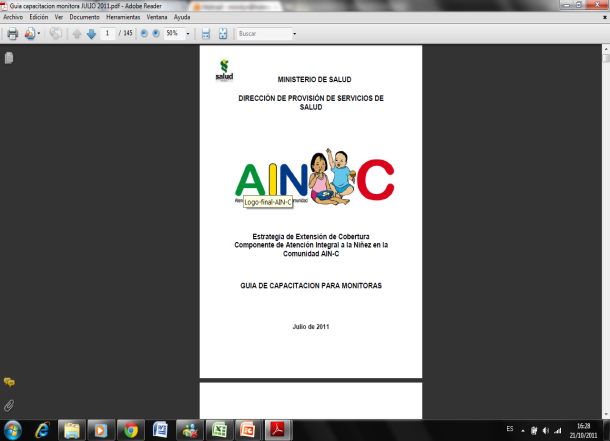 Guia capacitacion monitora JULIO 2011.pdf - Adobe Reader
Archivo Edición Ver Documento Herramientas Ventana Ayuda
1 / 145 50% Buscar
salud
MINISTERIO DE SALUD
DIRECCIÓN DE PROVISIÓN DE SERVICIOS DE
SALUD
AIN-C
Logo-final-AIN-C
Estrategia de Extensión de Cobertura
Componente de Atención Integral a la Niñez en la
Comunidad AIN-C
GUIA DE CAPACITACION PARA MONITORAS
Julio de 2011
ES 16:28
21/10/2011